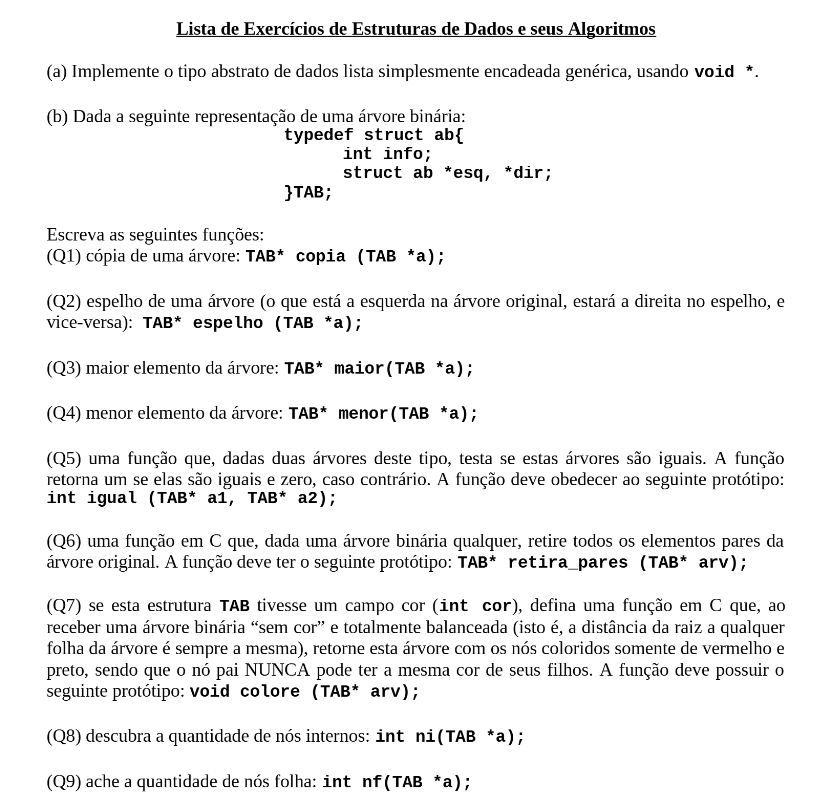 Lista de Exercícios de Estruturas de Dados e seus Algoritmos
(a) Implemente o tipo abstrato de dados lista simplesmente encadeada genérica, usando void *.
(b) Dada a seguinte representação de uma árvore binária:
typedef struct ab{
int info;
struct ab *esq, *dir;
}TAB;
Escreva as seguintes funções:
(Q1) cópia de uma árvore: TAB* copia (TAB *a);
(Q2) espelho de uma árvore (o que está a esquerda na árvore original, estará a direita no espelho, e
vice-versa): TAB* espelho (TAB *a);
(Q3) maior elemento da árvore: TAB* maior(TAB *a);
(Q4) menor elemento da árvore: TAB* menor(TAB *a);
(Q5) uma função que, dadas duas árvores deste tipo, testa se estas árvores são iguais. A função
retorna um se elas são iguais e zero, caso contrário. A função deve obedecer ao seguinte protótipo:
int igual (TAB* a1, TAB* a2);
(Q6) uma função em C que, dada uma árvore binária qualquer, retire todos os elementos pares da
árvore original. A função deve ter o seguinte protótipo: TAB* retira_pares (TAB* arv);
(Q7) se esta estrutura TAB tivesse um campo cor (int cor), defina uma função em C que, ao
receber uma árvore binária “sem cor” e totalmente balanceada (isto é, a distância da raiz a qualquer
folha da árvore é sempre a mesma), retorne esta árvore com os nós coloridos somente de vermelho e
preto, sendo que o nó pai NUNCA pode ter a mesma cor de seus filhos. A função deve possuir o
seguinte protótipo: void colore (TAB* arv);
(Q8) descubra a quantidade de nós internos: int ni(TAB *a);
(Q9) ache a quantidade de nós folha: int nf(TAB *a);